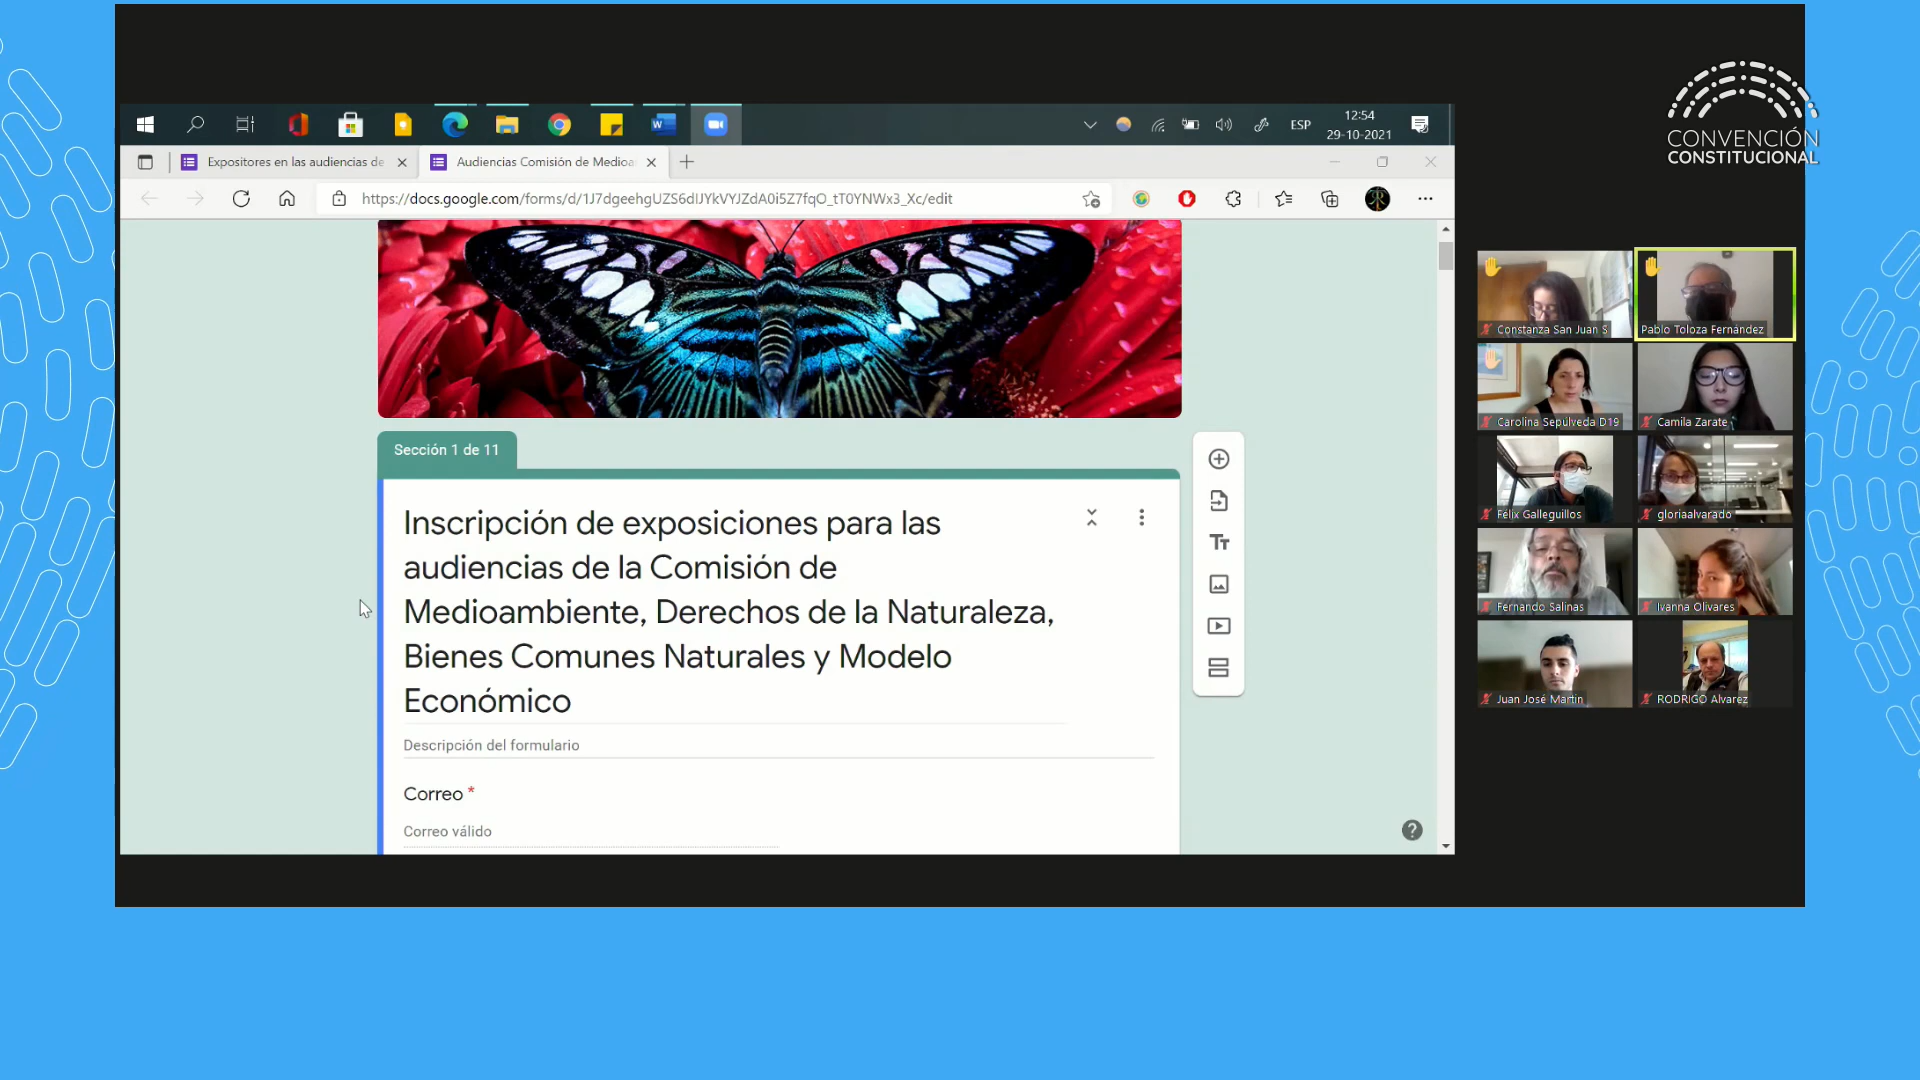 CONVENCIÓN
CONSTITUCIONAL
12:54
ESP
29-10-2021
Expositores en las audiencias de
Audiencias Comisión de Medioa
https://docs.google.com/forms/d/1J7dgeehgUZS6dIJYkVYJZdA0i5Z7fqO_tT0YNWx3_Xc/edit
Sección 1 de 11
Inscripción de exposiciones para las
audiencias de la Comisión de
Medioambiente, Derechos de la Naturaleza,
Bienes Comunes Naturales y Modelo
Económico
Descripción del formulario
Correo *
Correo válido
Tт
Constanza San Juan S
Pablo Toloza Fernández
Carolina Sepúlveda D19
Camila Zarate
Félix Galleguillos
gloriaalvarado
Fernando Salinas
Ivanna Olivares
Juan José Martín
RODRIGO Alvarez